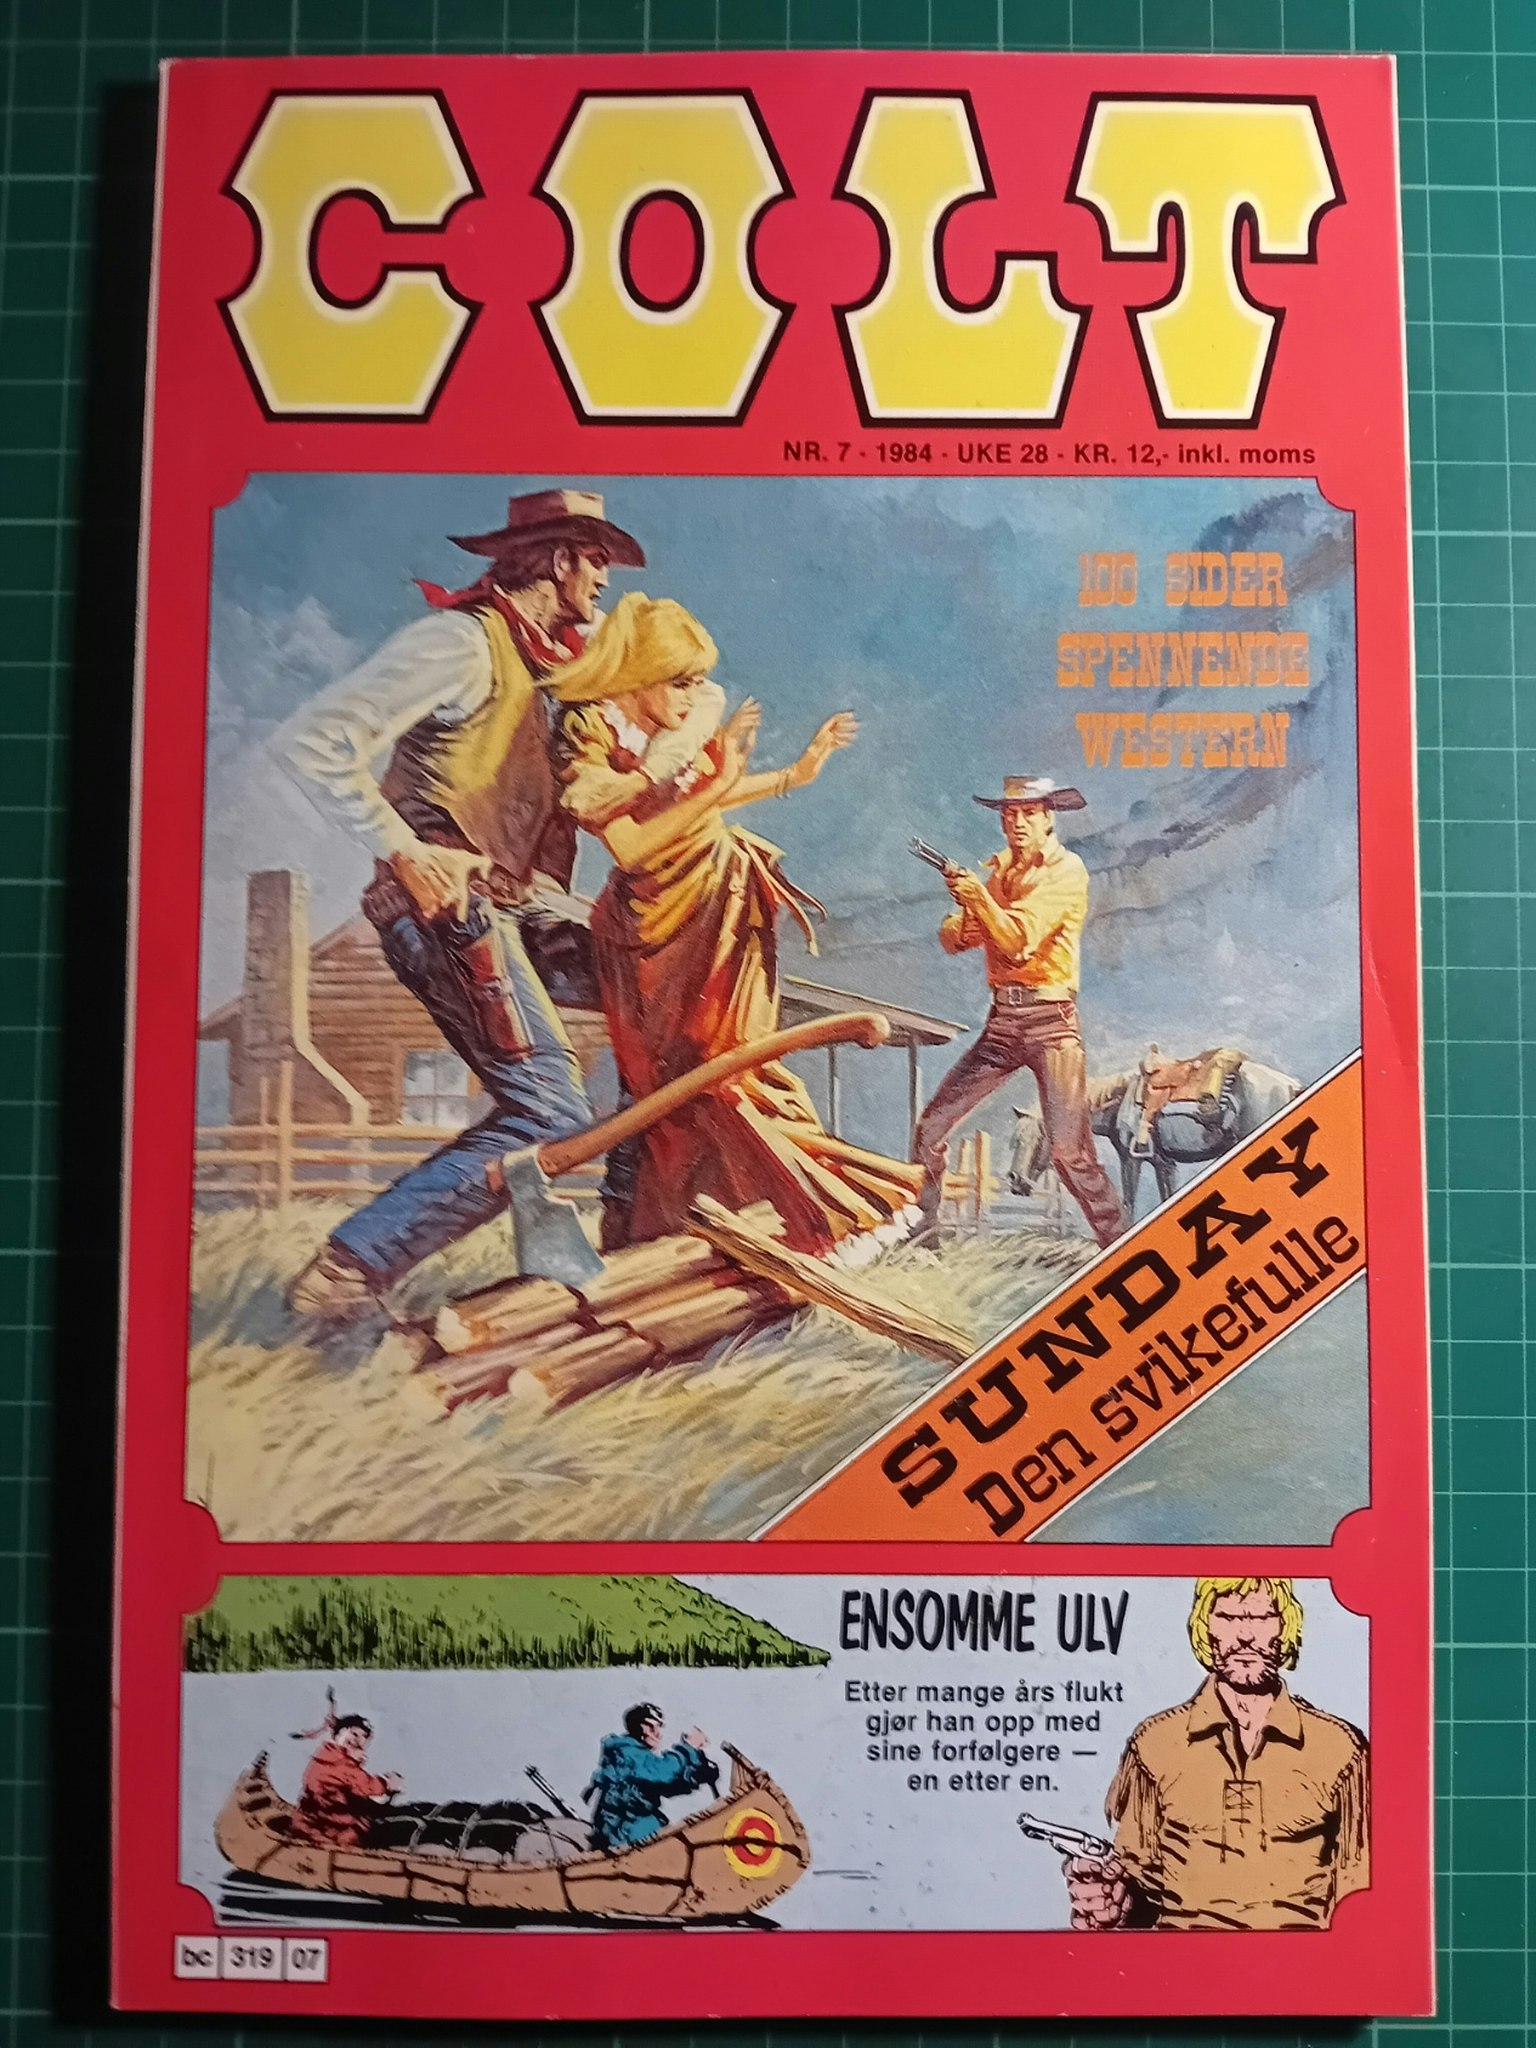 COLT
NR. 7 - 1984 - UKE 28 - KR. 12,- inkl. moms
100 SIDER
SPENNENDE
WESTERN
SUNDAY
Den svikefulle
ENSOMME ULV
Etter mange års flukt
gjør han opp med
sine forfølgere —
en etter en.
bc 319 07